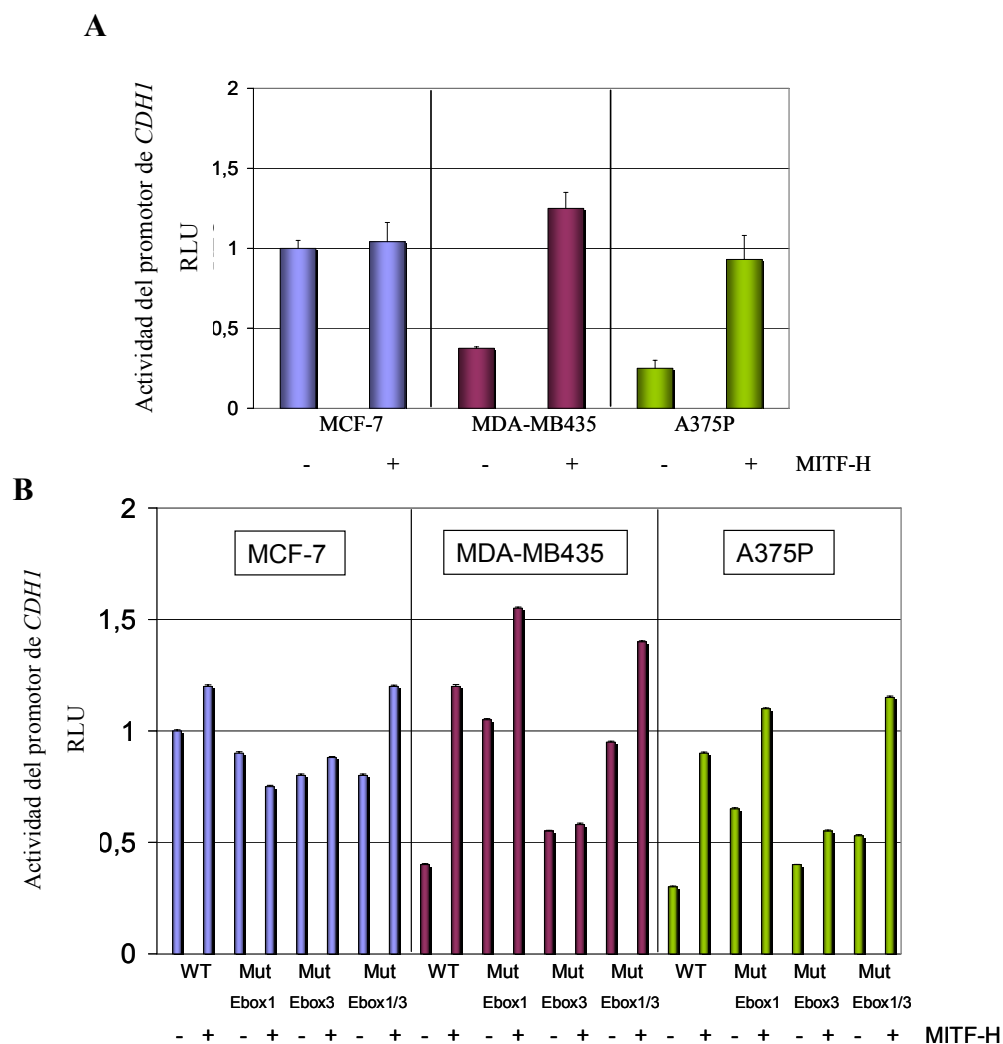 A
Actividad del promotor de CDH1
RLU
2
1,5
1
0,5
0
MCF-7 MDA-MB435 A375P
- + - + - + MITF-H
B
Actividad del promotor de CDH1
RLU
2
1,5
1
0,5
0
MCF-7 MDA-MB435 A375P
WT Mut Mut Mut WT Mut Mut Mut WT Mut Mut Mut
Ebox1 Ebox3 Ebox1/3 Ebox1 Ebox3 Ebox1/3 Ebox1 Ebox3 Ebox1/3
- + - + - + - + - + - + - + - + - + - + - + - + MITF-H